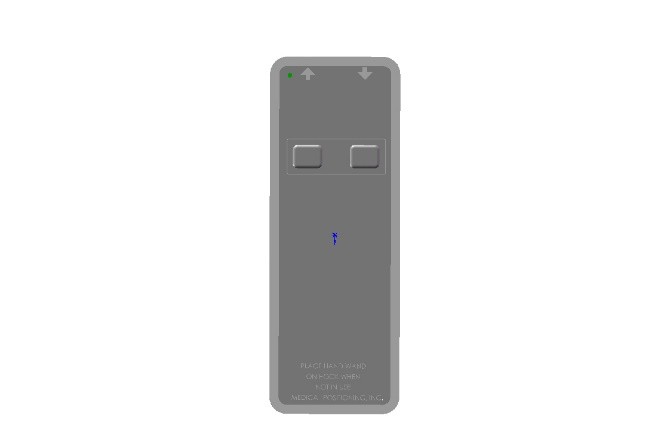 PLACE HAND WAND
ON HOOK WHEN
NOT IN USE
MEDICAL POSITIONING, INC.